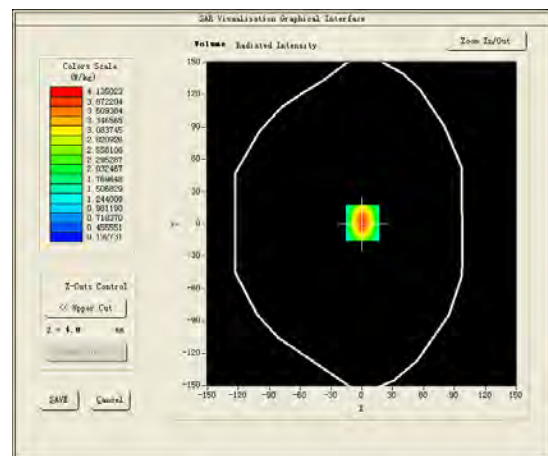 SAR Visualisation Graphical Interface
Volume Radiated Intensity
Zoom In/Out
Colors Scale
(W/kg)
4.135023
3.872204
3.609384
3.346565
3.083745
2.820926
2.558106
2.295287
2.032467
1.769648
1.506829
1.244009
0.981190
0.718370
0.455551
150
120
90
60
30
0
-30
-60
-90
-120
-150
Z-Cuts Control
<< Upper Cut
Z = 4.0 mm
SAVE
Cancel
-150 -120 -90 -60 -30 0 30 60 90 120 150
X